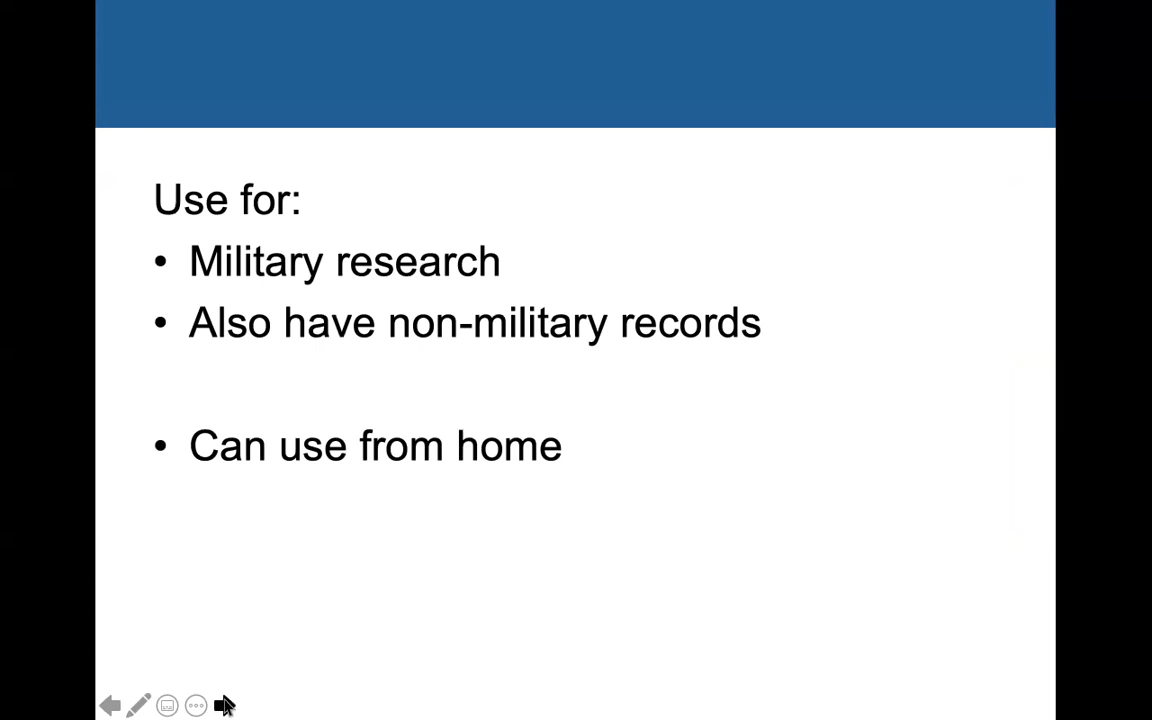 Use for:
• Military research
• Also have non-military records
• Can use from home